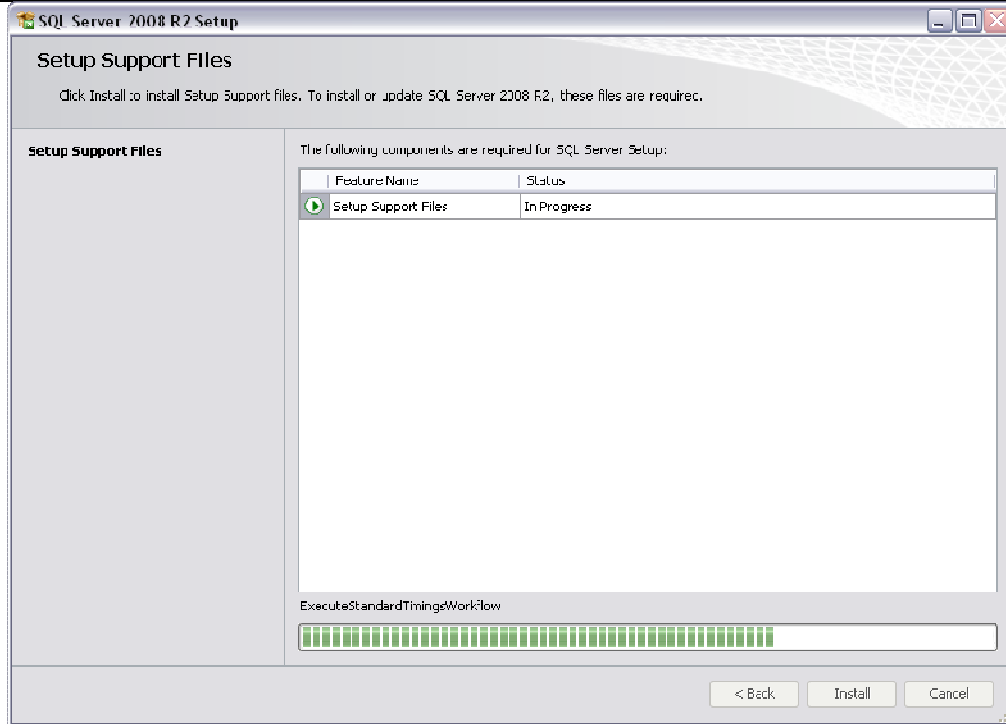 SQL Server 2008 R2 Setup
Setup Support Files
Click Install to install Setup Support files. To install or update SQL Server 2008 R2, these files are required.
Setup Support Files
The following components are required for SQL Server Setup:
Feature Name Status
Setup Support Files In Progress
ExecuteStandardTimingsWorkflow
< Back Install Cancel